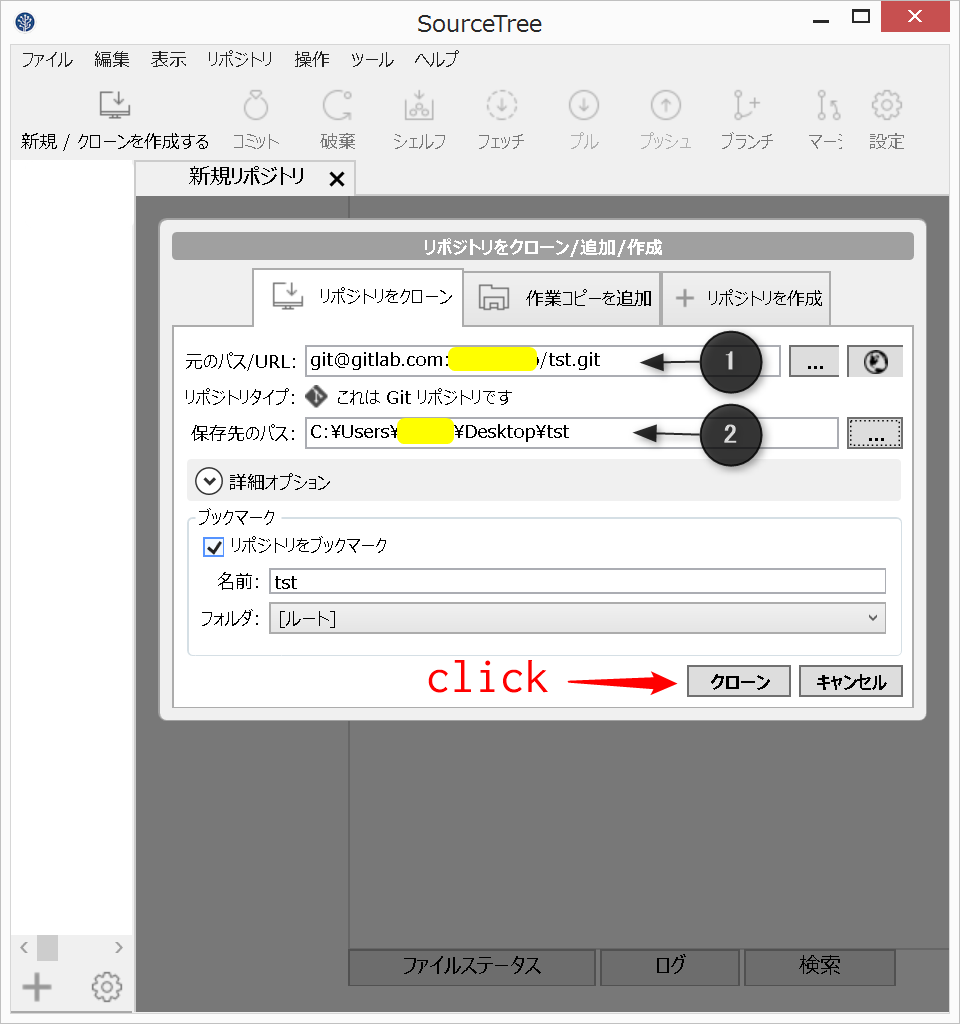 SourceTree
ファイル 編集 表示 リポジトリ 操作 ツール ヘルプ
新規 / クローンを作成する コミット 破棄 シェルフ フェッチ プル プッシュ ブランチ マージ 設定
新規リポジトリ
リポジトリをクローン/追加/作成
リポジトリをクローン 作業コピーを追加 リポジトリを作成
元のパス/URL: git@gitlab.com: /tst.git 1 ...
リポジトリタイプ: これは Git リポジトリです
保存先のパス: C:¥Users¥ ¥Desktop¥tst 2 ...
詳細オプション
ブックマーク
リポジトリをブックマーク
名前: tst
フォルダ: [ルート]
click クローン キャンセル
ファイルステータス ログ 検索